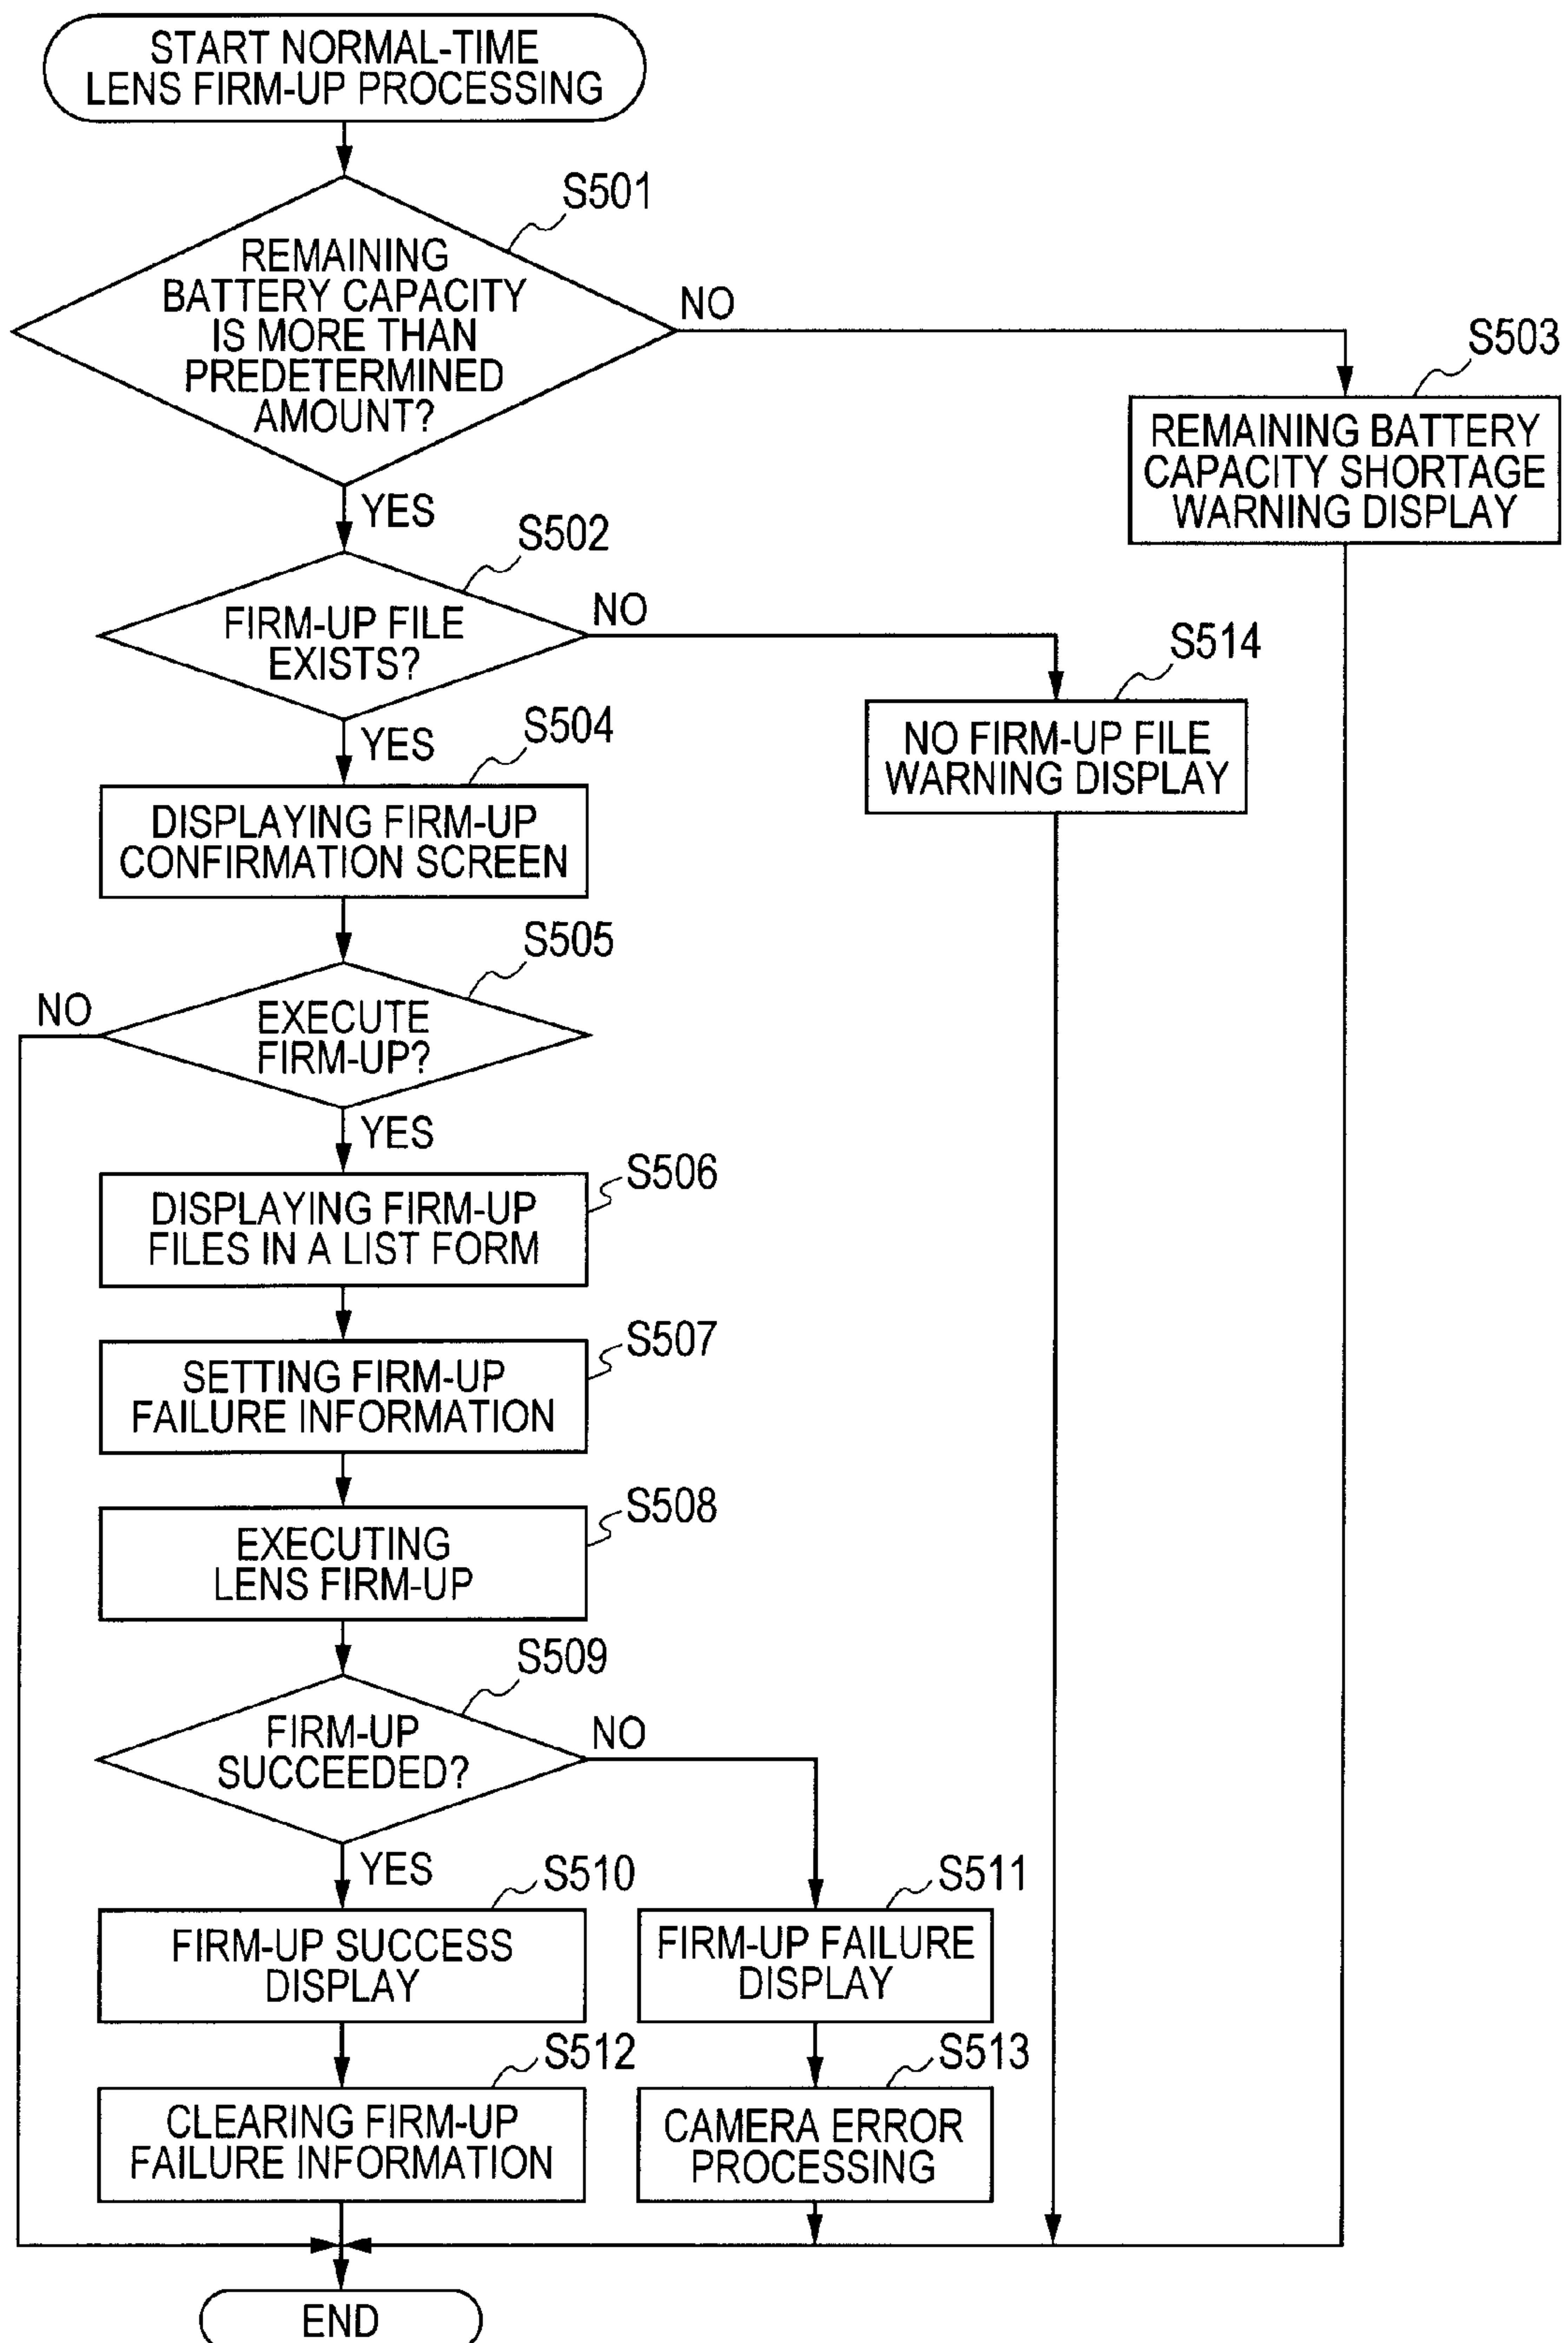 START NORMAL-TIME
LENS FIRM-UP PROCESSING
S501
REMAINING
BATTERY CAPACITY
IS MORE THAN
PREDETERMINED
AMOUNT?
NO
S503
REMAINING BATTERY
CAPACITY SHORTAGE
WARNING DISPLAY
YES
S502
FIRM-UP FILE
EXISTS?
NO
S514
NO FIRM-UP FILE
WARNING DISPLAY
YES
S504
DISPLAYING FIRM-UP
CONFIRMATION SCREEN
S505
NO
EXECUTE
FIRM-UP?
YES
S506
DISPLAYING FIRM-UP
FILES IN A LIST FORM
S507
SETTING FIRM-UP
FAILURE INFORMATION
S508
EXECUTING
LENS FIRM-UP
S509
FIRM-UP
SUCCEEDED?
NO
YES
S510
FIRM-UP SUCCESS
DISPLAY
S511
FIRM-UP FAILURE
DISPLAY
S512
CLEARING FIRM-UP
FAILURE INFORMATION
S513
CAMERA ERROR
PROCESSING
END